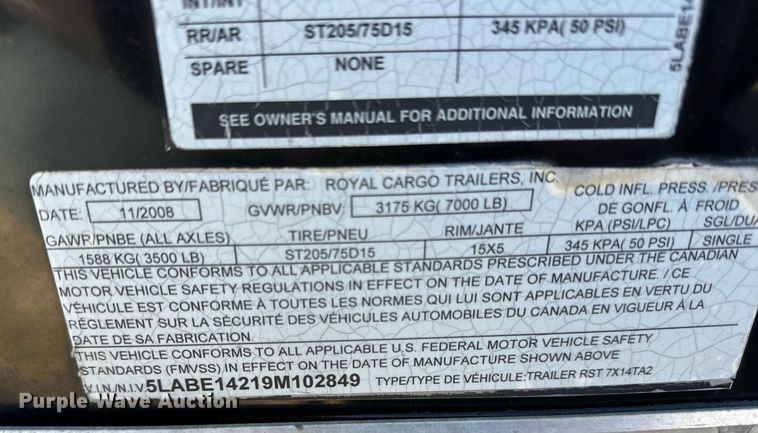 INT/INT
RR/AR ST205/75D15 345 KPA( 50 PSI)
SPARE NONE
5LABE14
SEE OWNER'S MANUAL FOR ADDITIONAL INFORMATION
MANUFACTURED BY/FABRIQUÉ PAR: ROYAL CARGO TRAILERS, INC.
DATE: 11/2008 GVWR/PNBV: 3175 KG( 7000 LB)
COLD INFL. PRESS. /PRES
DE GONFL. À FROID
GAWR/PNBE (ALL AXLES) TIRE/PNEU RIM/JANTE KPA (PSI/LPC) SGL/DUA
1588 KG( 3500 LB) ST205/75D15 15X5 345 KPA( 50 PSI) SINGLE
THIS VEHICLE CONFORMS TO ALL APPLICABLE STANDARDS PRESCRIBED UNDER THE CANADIAN
MOTOR VEHICLE SAFETY REGULATIONS IN EFFECT ON THE DATE OF MANUFACTURE. / CE
VÉHICULE EST CONFORME À TOUTES LES NORMES QUI LUI SONT APPLICABLES EN VERTU DU
RÈGLEMENT SUR LA SÉCURITÉ DES VÉHICULES AUTOMOBILES DU CANADA EN VIGUEUR À LA
DATE DE SA FABRICATION.
THIS VEHICLE CONFORMS TO ALL APPLICABLE U.S. FEDERAL MOTOR VEHICLE SAFETY
STANDARDS (FMVSS) IN EFFECT ON THE DATE OF MANUFACTURE SHOWN ABOVE
V.I.N./N.I.V. 5LABE14219M102849 TYPE/TYPE DE VÉHICULE: TRAILER RST 7X14TA2
Purple Wave Auction